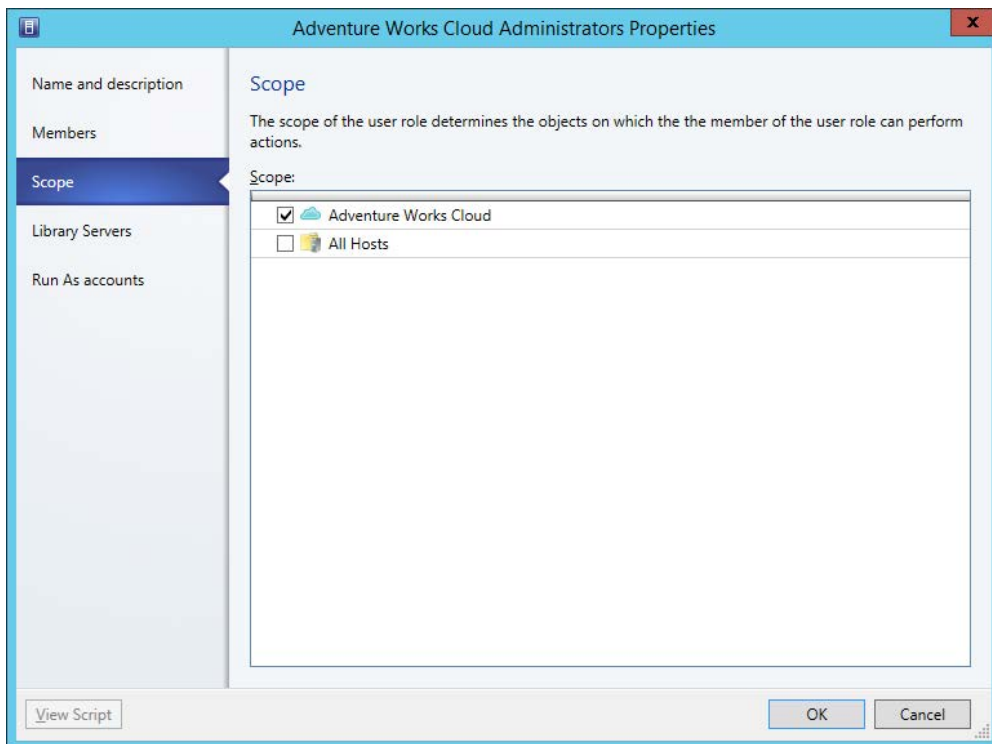 Adventure Works Cloud Administrators Properties
x
Name and description
Members
Scope
Library Servers
Run As accounts
Scope
The scope of the user role determines the objects on which the the member of the user role can perform
actions.
Scope:
Adventure Works Cloud
All Hosts
View Script
OK
Cancel